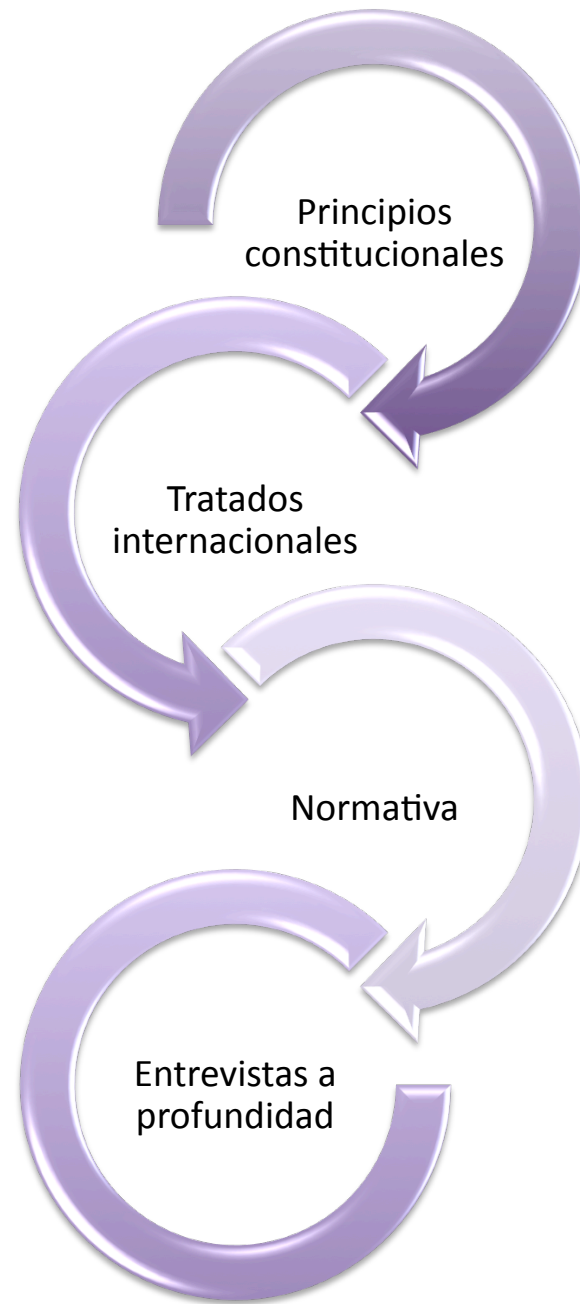 Principios
constitucionales
Tratados
internacionales
Normativa
Entrevistas a
profundidad